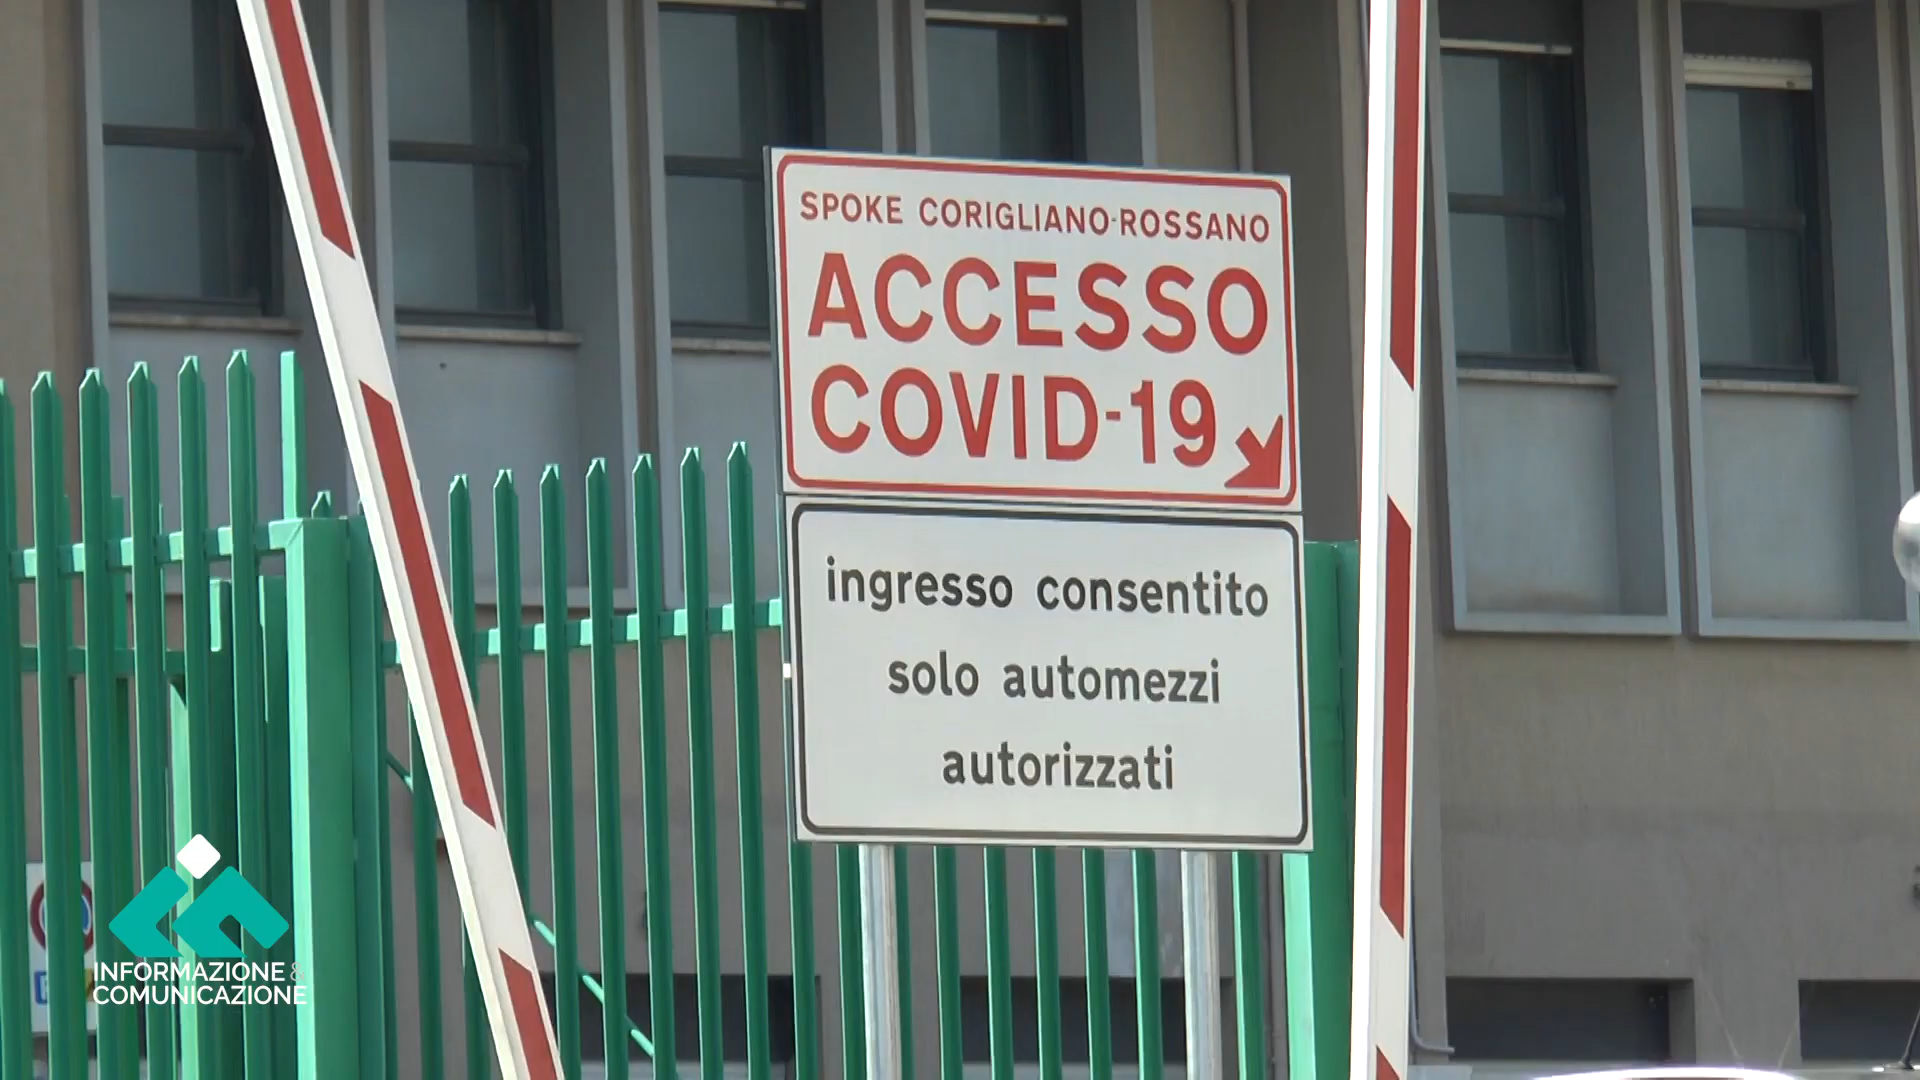 SPOKE CORIGLIANO-ROSSANO
ACCESSO
COVID-19
ingresso consentito
solo automezzi
autorizzati
INFORMAZIONE &
COMUNICAZIONE